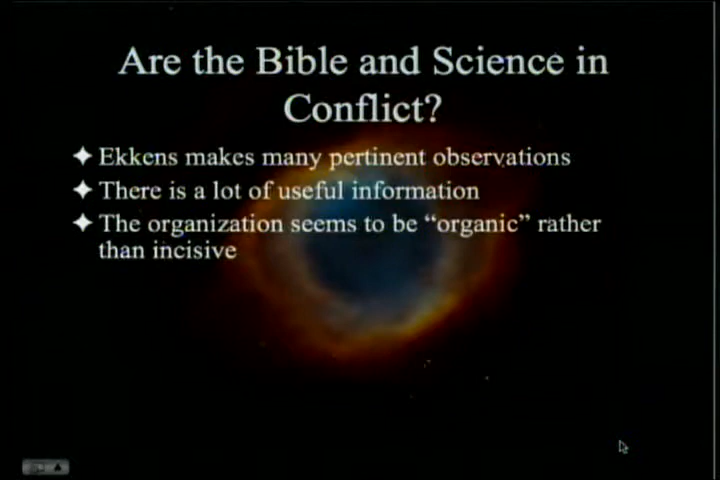 Are the Bible and Science in
Conflict?
Ekkens makes many pertinent observations
There is a lot of useful information
The organization seems to be “organic” rather
than incisive